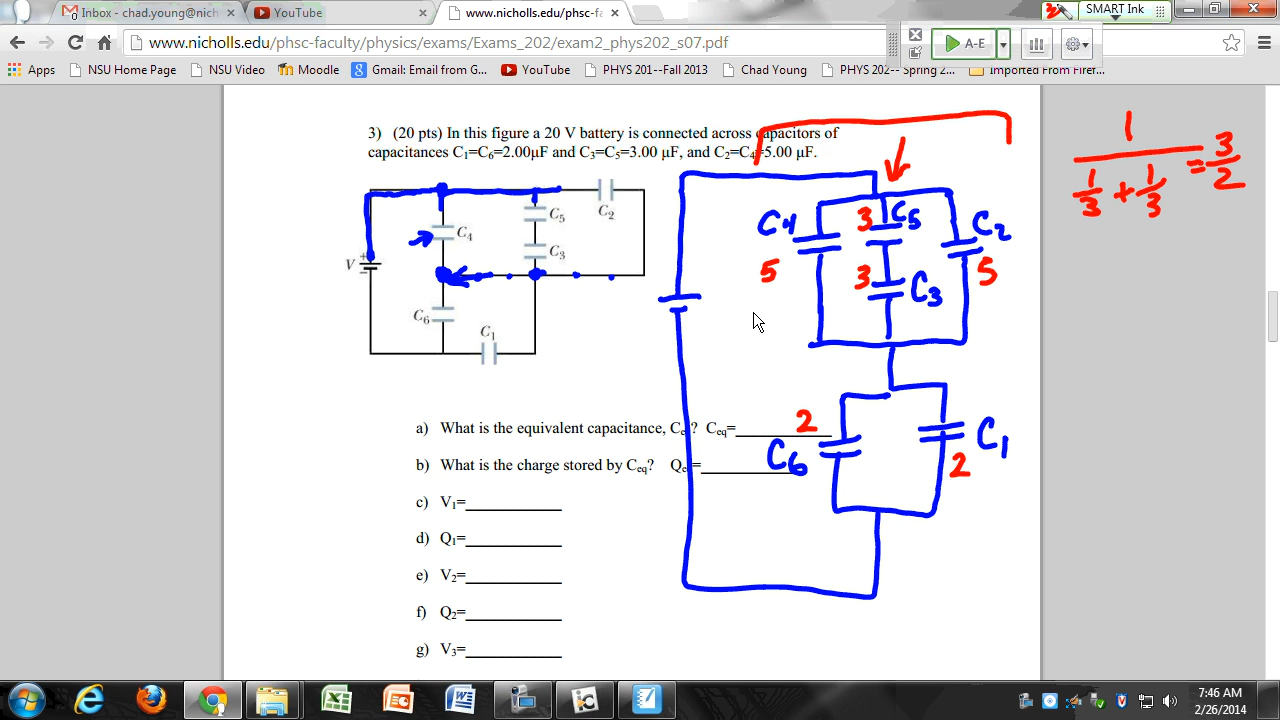 Inbox - chad.young@nich
YouTube
www.nicholls.edu/phsc-fa
SMART Ink
www.nicholls.edu/phsc-faculty/physics/exams/Exams_202/exam2_phys202_s07.pdf
A-E
Apps
NSU Home Page
NSU Video
Moodle
Gmail: Email from G...
YouTube
PHYS 201--Fall 2013
Chad Young
PHYS 202-- Spring 2...
Imported From Firef...
3) (20 pts) In this figure a 20 V battery is connected across capacitors of
capacitances C₁=C₆=2.00μF and C₃=C₅=3.00 μF, and C₂=C₄=5.00 μF.
C₅
C₂
C₄
C₃
V
+
−
C₆
C₁
C4
3
C5
C2
5
3
C3
5
2
C6
C1
2
1
1/3 + 1/3
= 3/2
a) What is the equivalent capacitance, Ceq? Ceq=
b) What is the charge stored by Ceq? Qeq=
c) V₁=
d) Q₁=
e) V₂=
f) Q₂=
g) V₃=
7:46 AM
2/26/2014